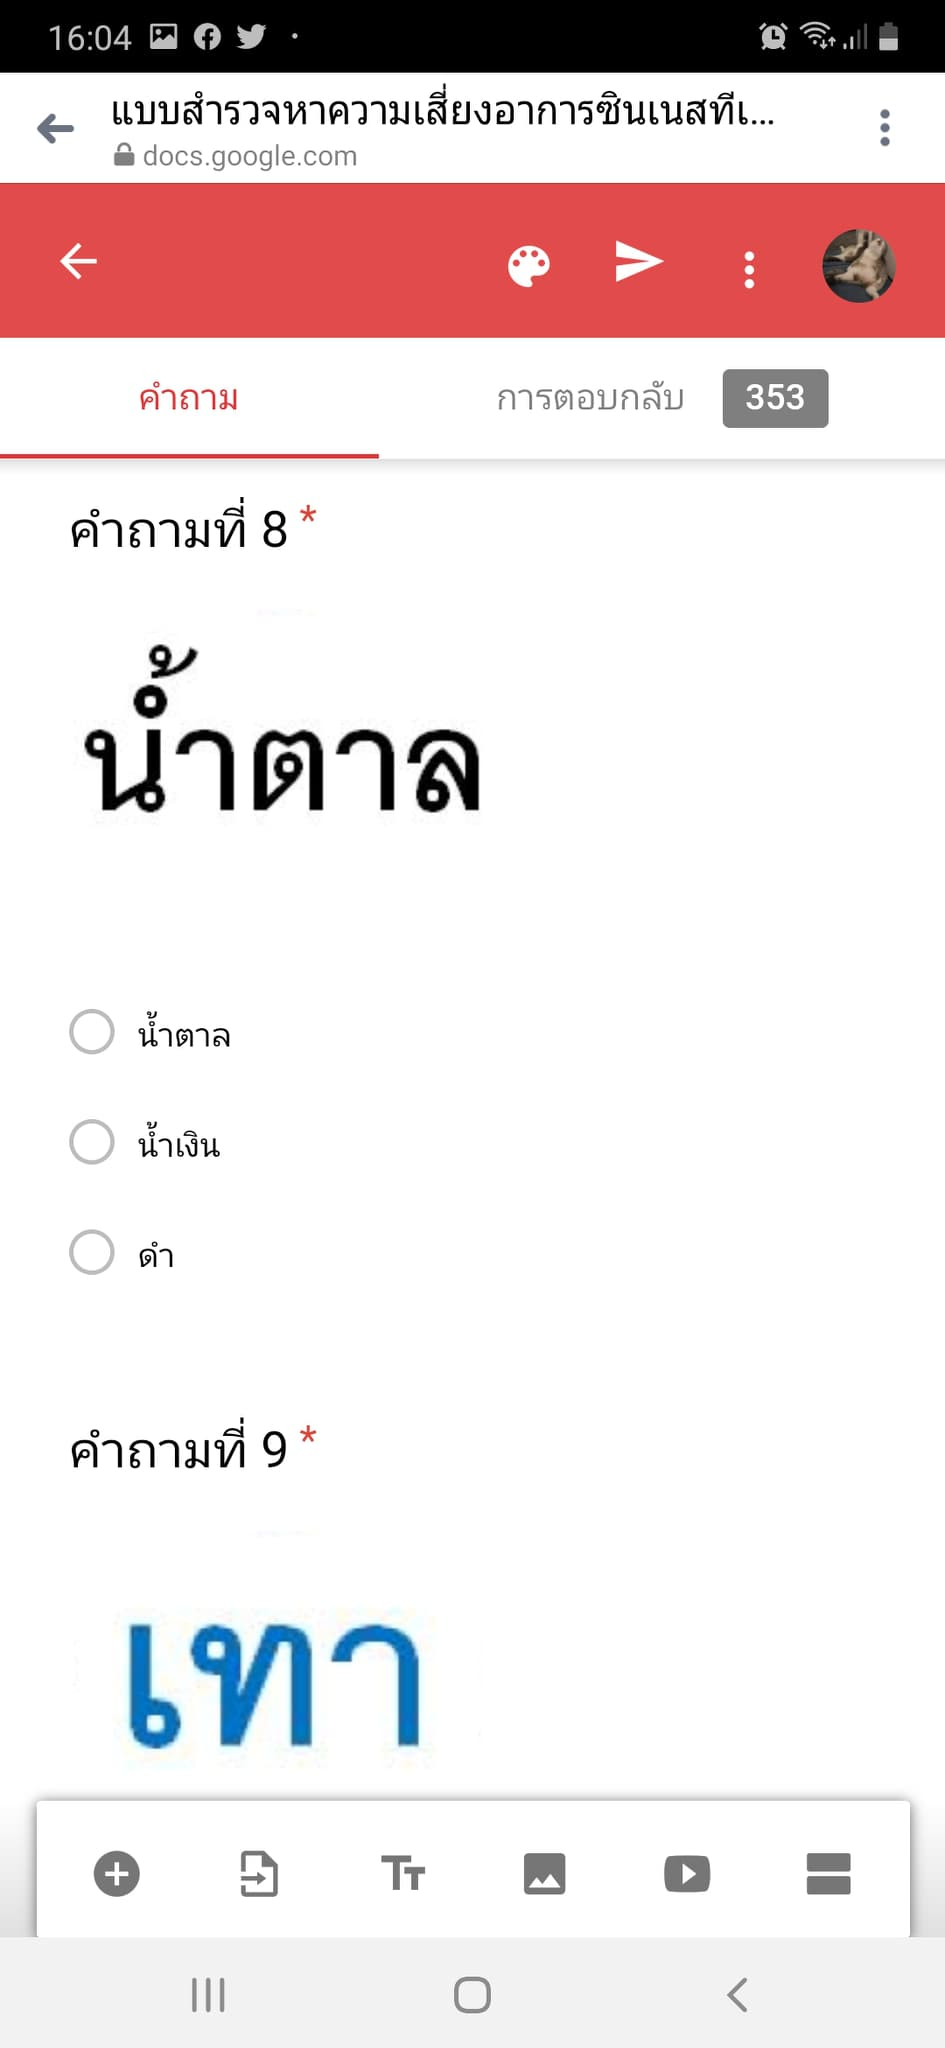 16:04
แบบสำรวจหาความเสี่ยงอาการซินเนสทีเ...
docs.google.com
คำถาม
การตอบกลับ 353
คำถามที่ 8 *
น้ำตาล
น้ำตาล
น้ำเงิน
ดำ
คำถามที่ 9 *
เทา